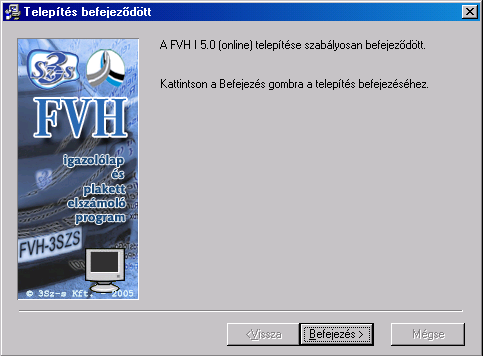 Telepítés befejeződött
A FVH I 5.0 (online) telepítése szabályosan befejeződött.
Kattintson a Befejezés gombra a telepítés befejezéséhez.
3Sz-s
FVH
igazolólap
és
plakett
elszámoló
program
FVH-3SZS
© 3Sz-s Kft. - 2005
<Vissza
Befejezés >
Mégse